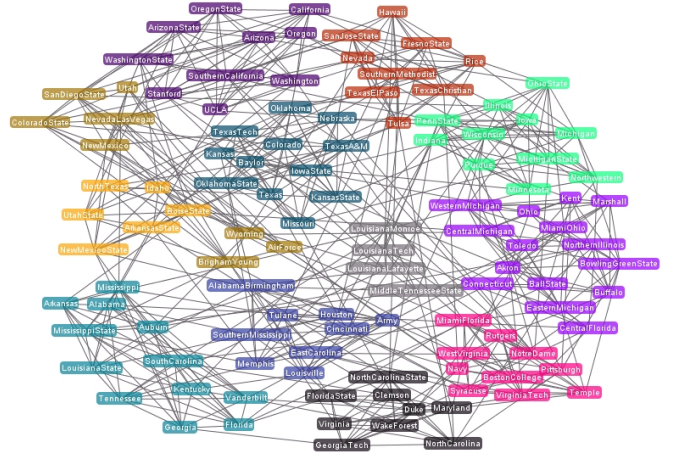 OregonState
California
Hawaii
ArizonaState
Arizona
Oregon
SanJoseState
FresnoState
WashingtonState
Nevada
Rice
SouthernCalifornia
Washington
SouthernMethodist
Utah
Stanford
SanDiegoState
TexasElPaso
TexasChristian
OhioState
UCLA
Oklahoma
Nebraska
Illinois
ColoradoState
NevadaLasVegas
Tulsa
PennState
Iowa
TexasTech
Wisconsin
Michigan
NewMexico
Colorado
TexasA&M
Indiana
Kansas
Baylor
IowaState
Purdue
MichiganState
NorthTexas
Idaho
OklahomaState
Texas
KansasState
Minnesota
Northwestern
UtahState
BoiseState
ArkansasState
Missouri
WesternMichigan
Ohio
Kent
Marshall
NewMexicoState
Wyoming
AirForce
LouisianaMonroe
CentralMichigan
MiamiOhio
BrighamYoung
LouisianaTech
Toledo
NorthernIllinois
LouisianaLafayette
Akron
BowlingGreenState
Mississippi
AlabamaBirmingham
MiddleTennesseeState
Connecticut
BallState
Buffalo
Arkansas
Alabama
Tulane
Houston
Army
EasternMichigan
MississippiState
Auburn
SouthernMississippi
Cincinnati
MiamiFlorida
Rutgers
CentralFlorida
LouisianaState
SouthCarolina
Memphis
EastCarolina
Louisville
WestVirginia
NotreDame
Navy
BostonCollege
Pittsburgh
Kentucky
Tennessee
Vanderbilt
NorthCarolinaState
FloridaState
Clemson
Syracuse
VirginiaTech
Temple
Duke
Maryland
Georgia
Florida
Virginia
WakeForest
GeorgiaTech
NorthCarolina